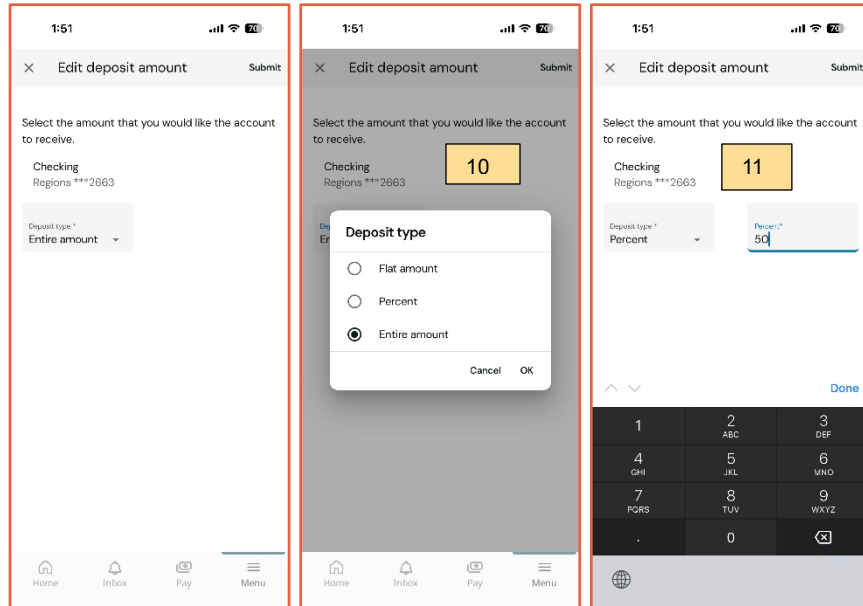 1:51
70
Edit deposit amount
Submit
Select the amount that you would like the account
to receive.
Checking
Regions ***2663
Deposit type *
Entire amount
Home
Inbox
Pay
Menu
1:51
70
Edit deposit amount
Submit
Select the amount that you would like the account
to receive.
Checking
Regions ***2663
10
De
En
Deposit type
Flat amount
Percent
Entire amount
Cancel
OK
Home
Inbox
Pay
Menu
1:51
70
Edit deposit amount
Submit
Select the amount that you would like the account
to receive.
Checking
Regions ***2663
11
Deposit type *
Percent
Percent*
50
Done
1
2
ABC
3
DEF
4
GHI
5
JKL
6
MNO
7
PQRS
8
TUV
9
WXYZ
.
0